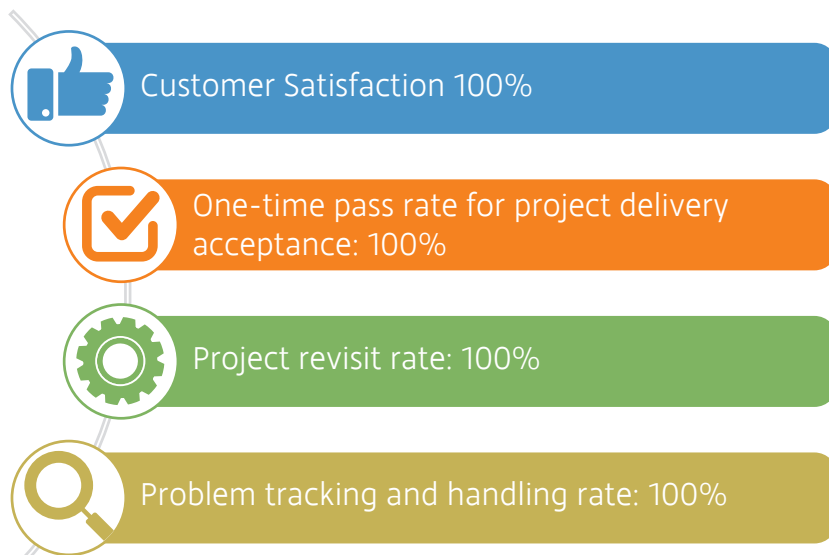 Customer Satisfaction 100%
One-time pass rate for project delivery
acceptance: 100%
Project revisit rate: 100%
Problem tracking and handling rate: 100%